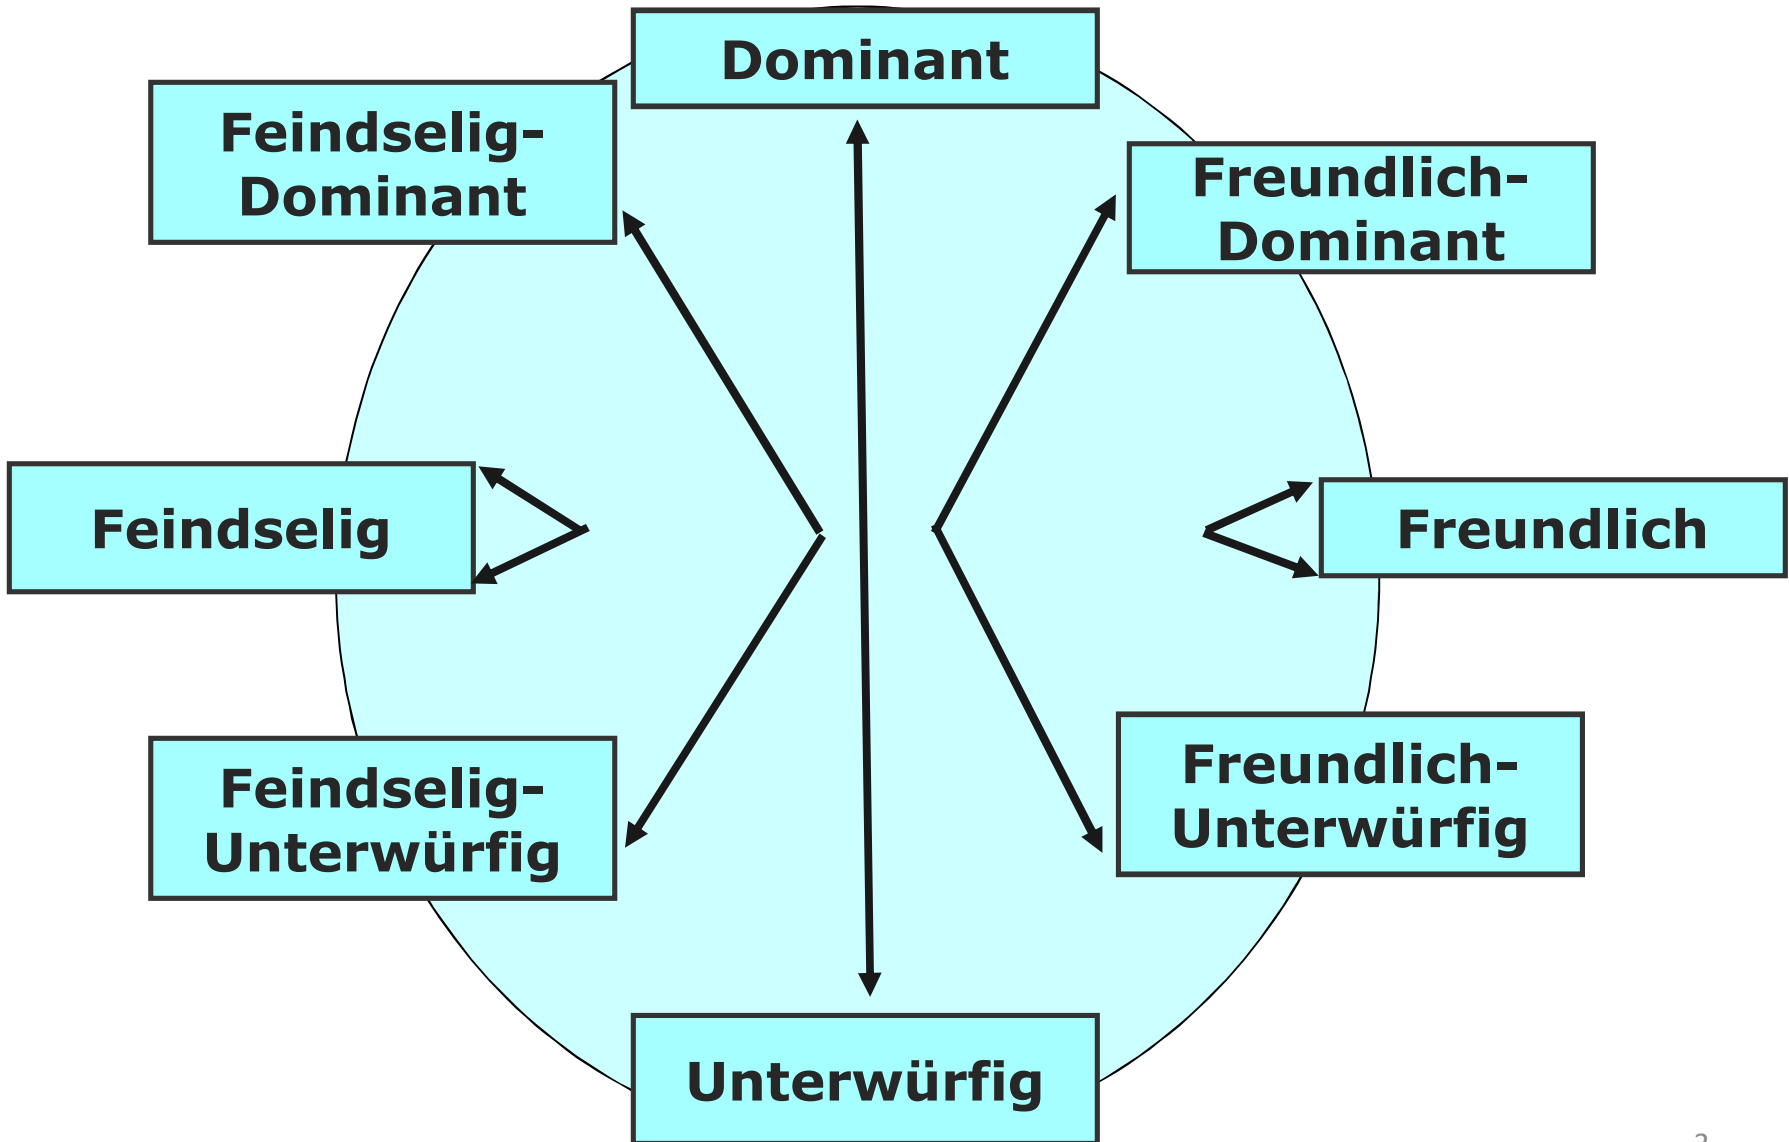 Dominant
Feindselig-
Dominant
Freundlich-
Dominant
Feindselig
Freundlich
Feindselig-
Unterwürfig
Freundlich-
Unterwürfig
Unterwürfig